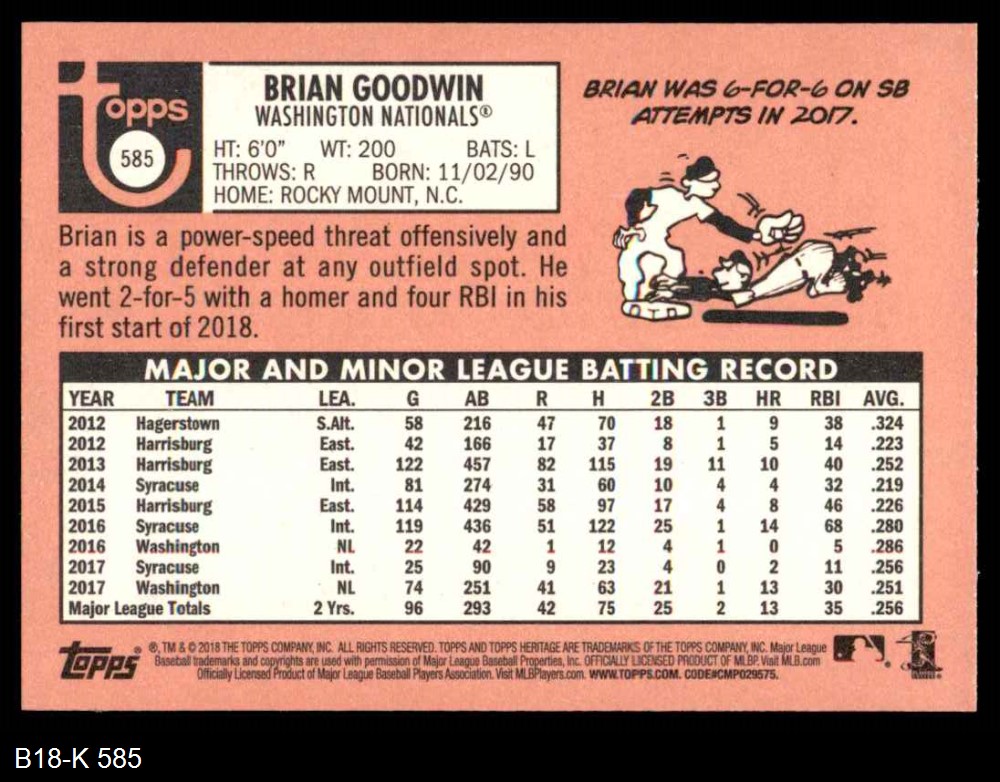 topps
585
BRIAN GOODWIN
WASHINGTON NATIONALS®
HT: 6'0" WT: 200 BATS: L
THROWS: R BORN: 11/02/90
HOME: ROCKY MOUNT, N.C.
BRIAN WAS 6-FOR-6 ON SB
ATTEMPTS IN 2017.
Brian is a power-speed threat offensively and
a strong defender at any outfield spot. He
went 2-for-5 with a homer and four RBI in his
first start of 2018.
MAJOR AND MINOR LEAGUE BATTING RECORD
YEAR TEAM LEA. G AB R H 2B 3B HR RBI AVG.
2012 Hagerstown S.Alt. 58 216 47 70 18 1 9 38 .324
2012 Harrisburg East. 42 166 17 37 8 1 5 14 .223
2013 Harrisburg East. 122 457 82 115 19 11 10 40 .252
2014 Syracuse Int. 81 274 31 60 10 4 4 32 .219
2015 Harrisburg East. 114 429 58 97 17 4 8 46 .226
2016 Syracuse Int. 119 436 51 122 25 1 14 68 .280
2016 Washington NL 22 42 1 12 4 1 0 5 .286
2017 Syracuse Int. 25 90 9 23 4 0 2 11 .256
2017 Washington NL 74 251 41 63 21 1 13 30 .251
Major League Totals 2 Yrs. 96 293 42 75 25 2 13 35 .256
topps
®, TM & © 2018 THE TOPPS COMPANY, INC. ALL RIGHTS RESERVED. TOPPS AND TOPPS HERITAGE ARE TRADEMARKS OF THE TOPPS COMPANY, INC. Major League
Baseball trademarks and copyrights are used with permission of Major League Baseball Properties, Inc. OFFICIALLY LICENSED PRODUCT OF MLBP. Visit MLB.com
Officially Licensed Product of Major League Baseball Players Association. Visit MLBPlayers.com. WWW.TOPPS.COM. CODE#CMP029575.
B18-K 585